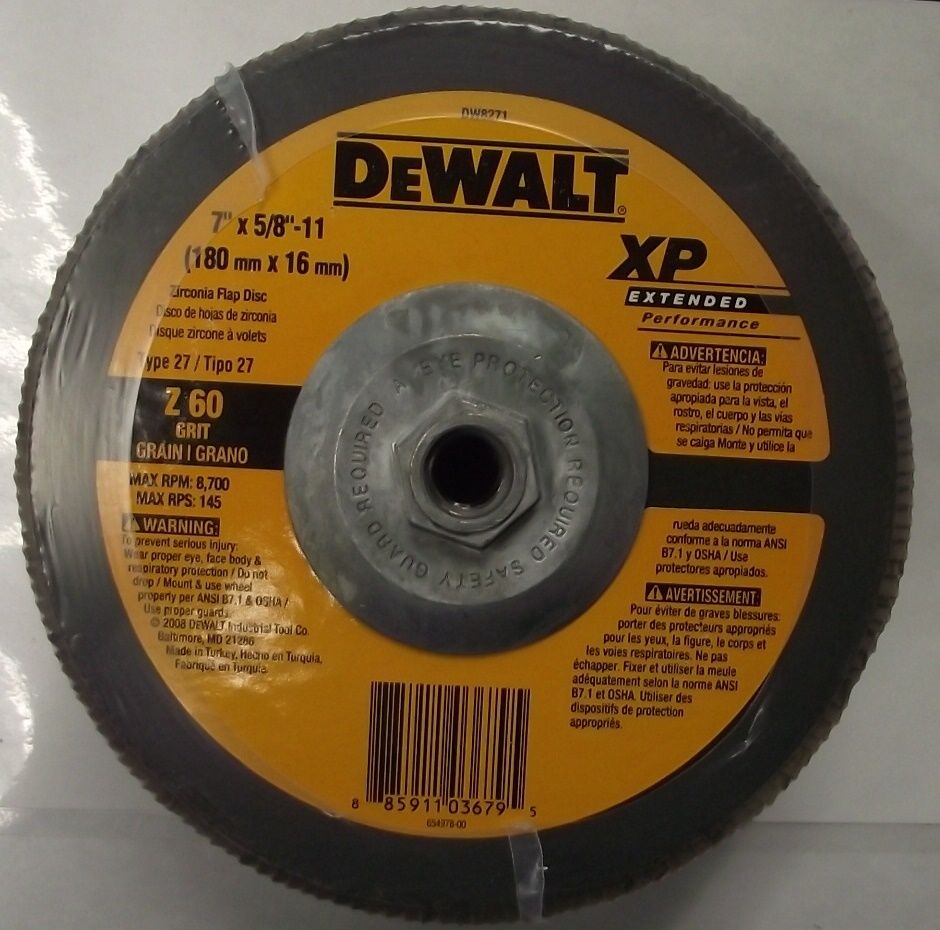 DW8271
DEWALT®
7" x 5/8"-11
(180 mm x 16 mm)
Zirconia Flap Disc
Disco de hojas de zirconia
Disque zircone à volets
Type 27 / Tipo 27
Z 60
GRIT
GRAIN | GRANO
MAX RPM: 8,700
MAX RPS: 145
WARNING:
To prevent serious injury:
Wear proper eye, face body &
respiratory protection / Do not
drop / Mount & use wheel
properly per ANSI B7.1 & OSHA /
Use proper guard.
© 2008 DEWALT Industrial Tool Co.
Baltimore, MD 21286
Made in Turkey, Hecho en Turquia,
Fabriqué en Turquie
XP
EXTENDED
Performance
ADVERTENCIA:
Para evitar lesiones de
gravedad: use la protección
apropiada para la vista, el
rostro, el cuerpo y las vias
respiratorias / No permita que
se caiga Monte y utilice la
rueda adecuadamente
conforme a la norma ANSI
B7.1 y OSHA / Use
protectores apropiados.
AVERTISSEMENT:
Pour éviter de graves blessures:
porter des protecteurs appropriés
pour les yeux, la figure, le corps et
les voies respiratoires. Ne pas
échapper. Fixer et utiliser la meule
adéquatement selon la norme ANSI
B7.1 et OSHA. Utiliser des
dispositifs de protection
appropriés.
EYE PROTECTION REQUIRED SAFETY GUARD REQUIRED A
8 85911 03679 5
654978-00